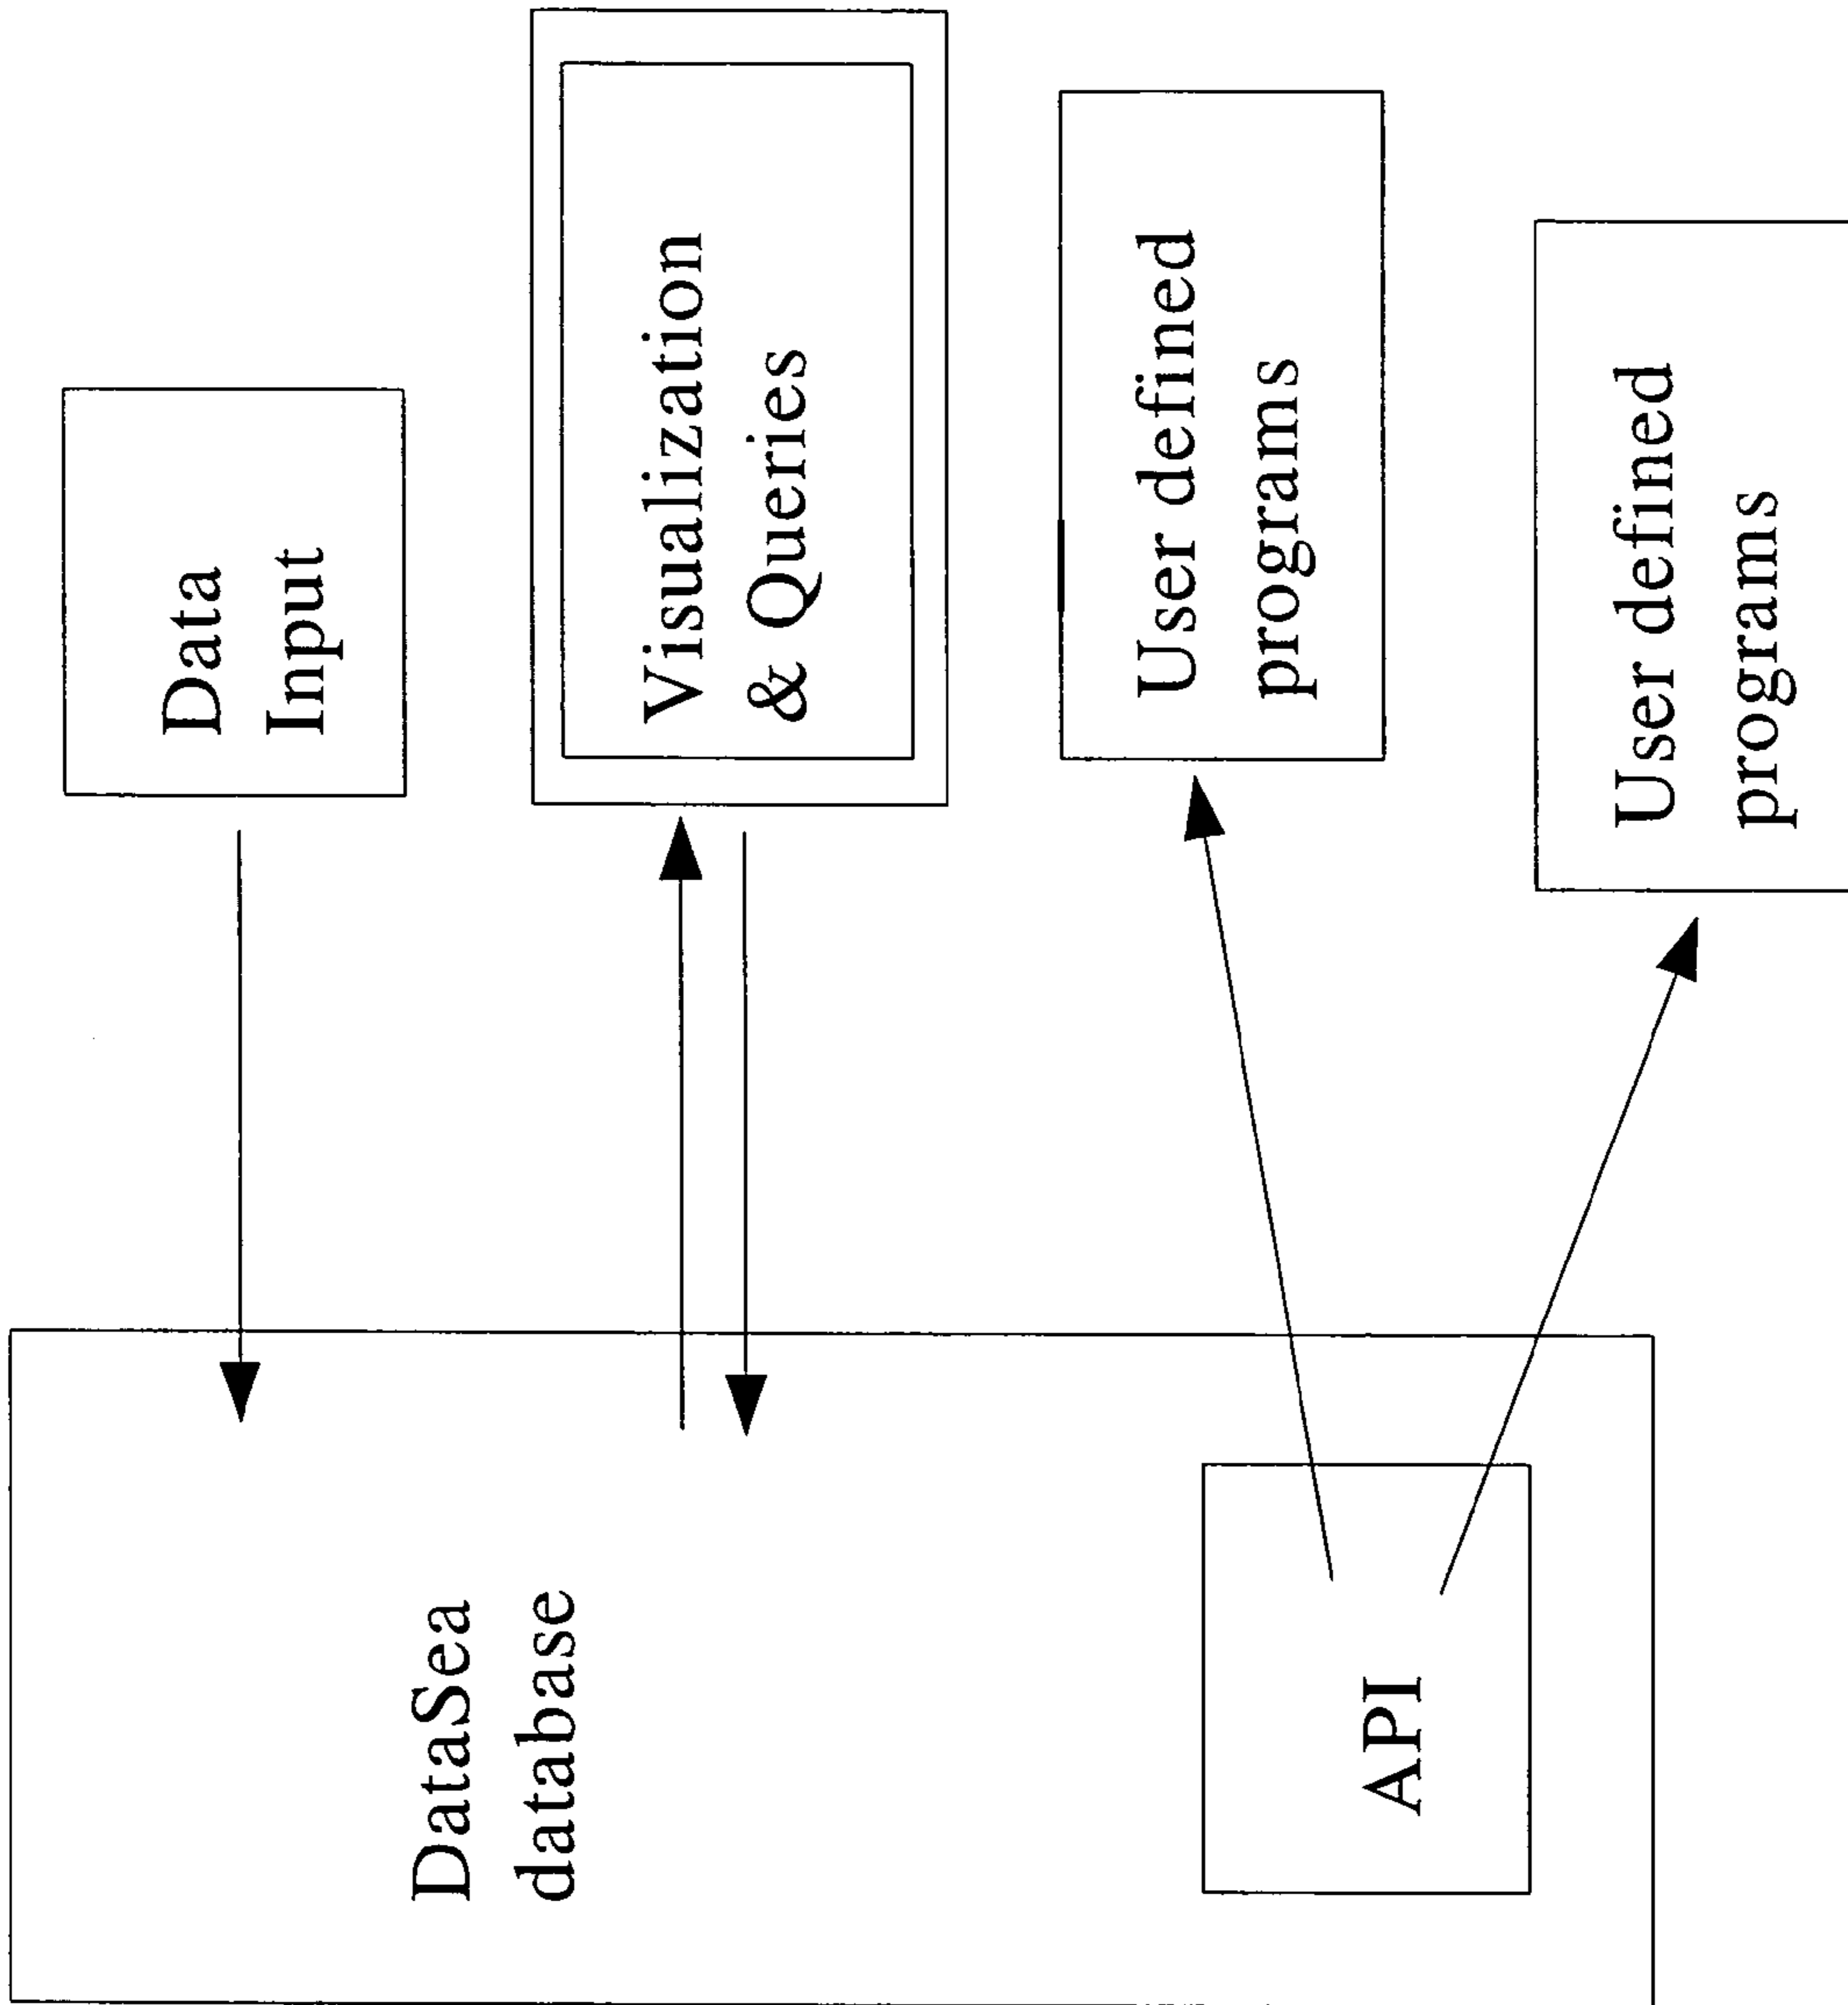 Data
Input
Visualization
& Queries
User defined
programs
User defined
programs
DataSea
database
API